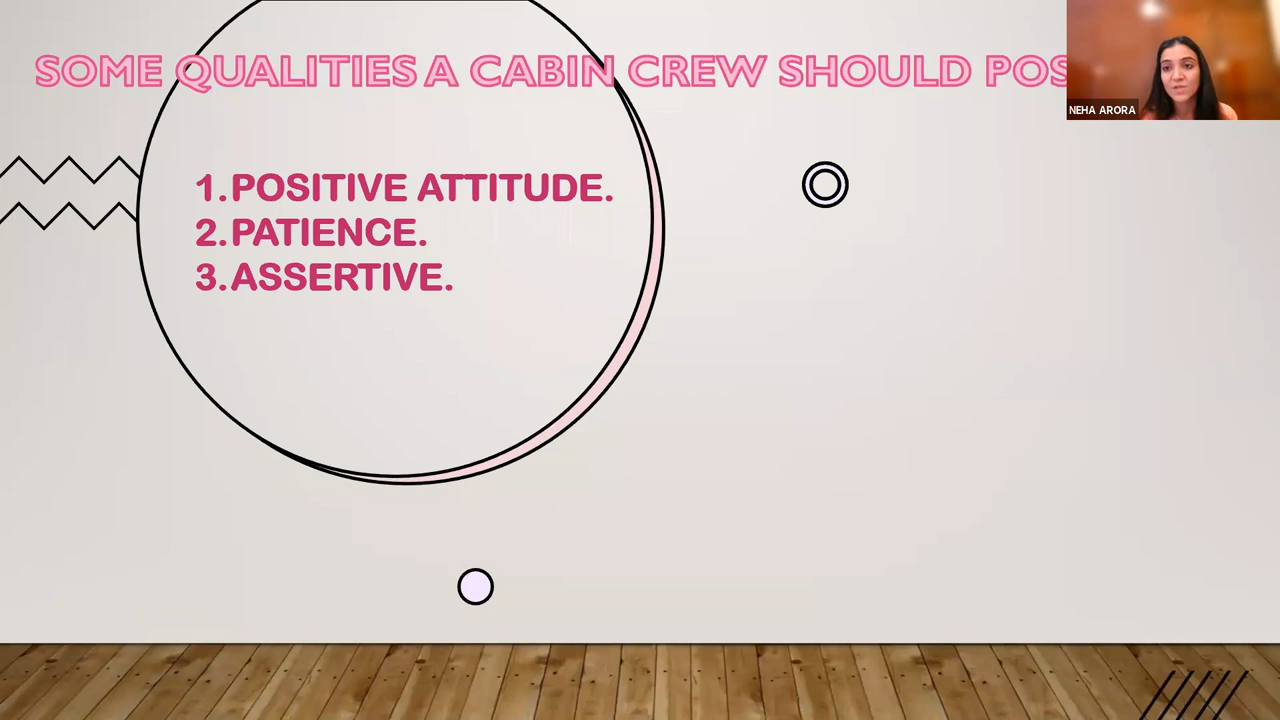 SOME QUALITIES A CABIN CREW SHOULD POS
NEHA ARORA
1.POSITIVE ATTITUDE.
2.PATIENCE.
3.ASSERTIVE.